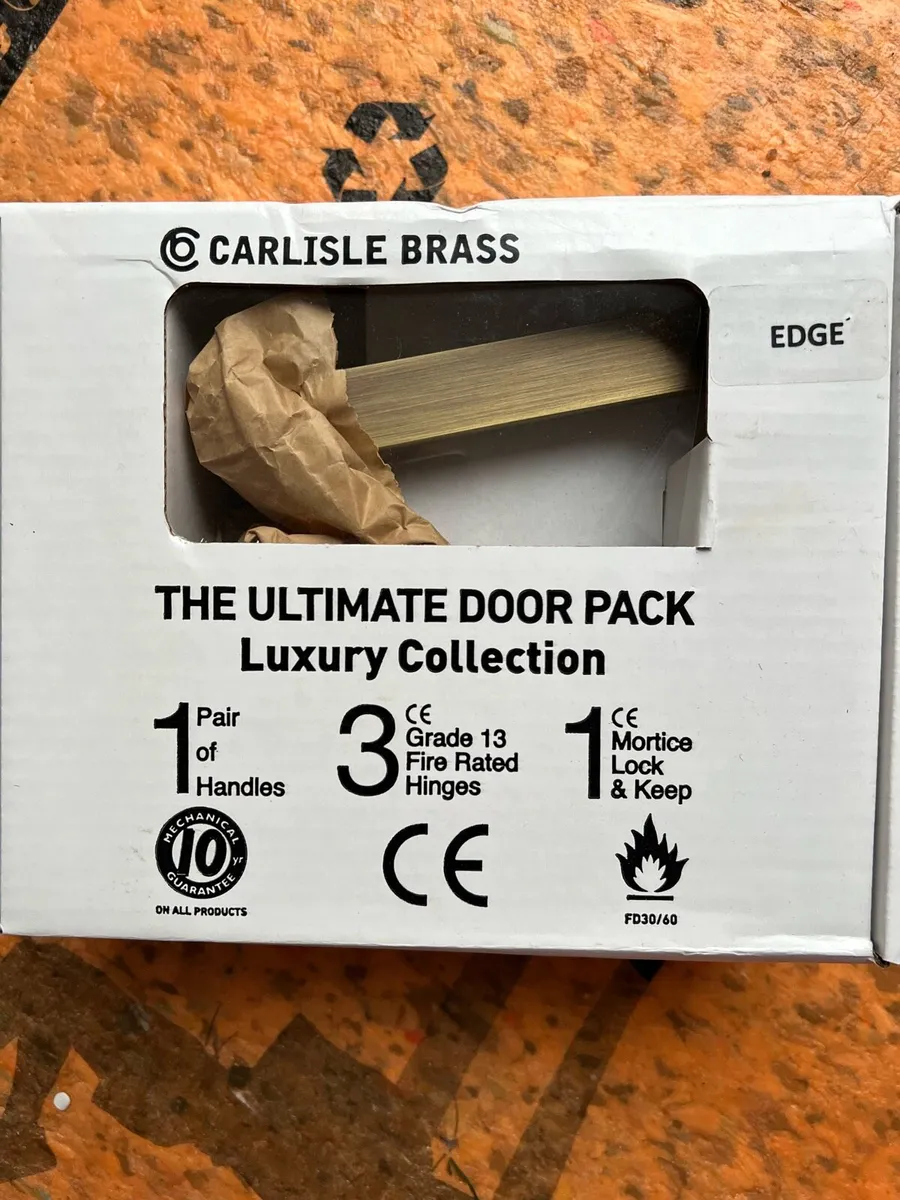 CARLISLE BRASS
EDGE
THE ULTIMATE DOOR PACK
Luxury Collection
1 Pair
of
Handles
3 CE
Grade 13
Fire Rated
Hinges
1 CE
Mortice
Lock
& Keep
MECHANICAL
10 yr
GUARANTEE
ON ALL PRODUCTS
CE
FD30/60